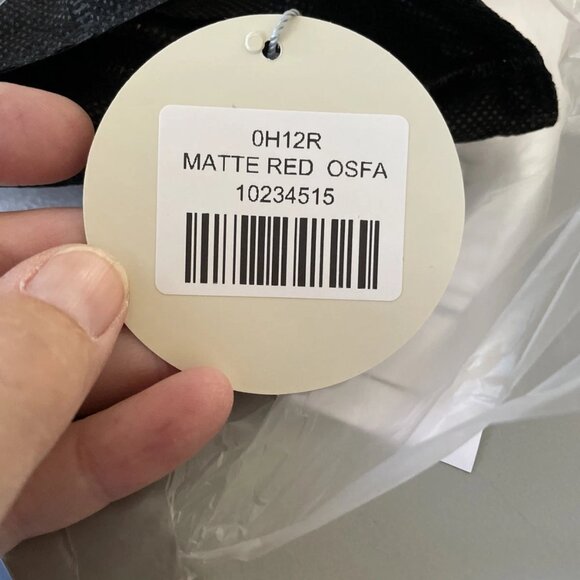 0H12R
MATTE RED OSFA
10234515